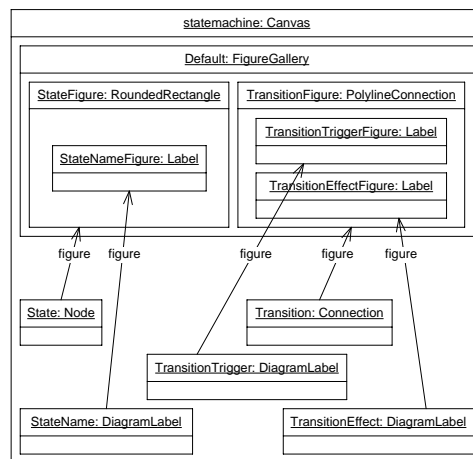 statemachine: Canvas
Default: FigureGallery
StateFigure: RoundedRectangle
TransitionFigure: PolylineConnection
TransitionTriggerFigure: Label
StateNameFigure: Label
TransitionEffectFigure: Label
figure
figure
figure
figure
figure
State: Node
Transition: Connection
TransitionTrigger: DiagramLabel
StateName: DiagramLabel
TransitionEffect: DiagramLabel